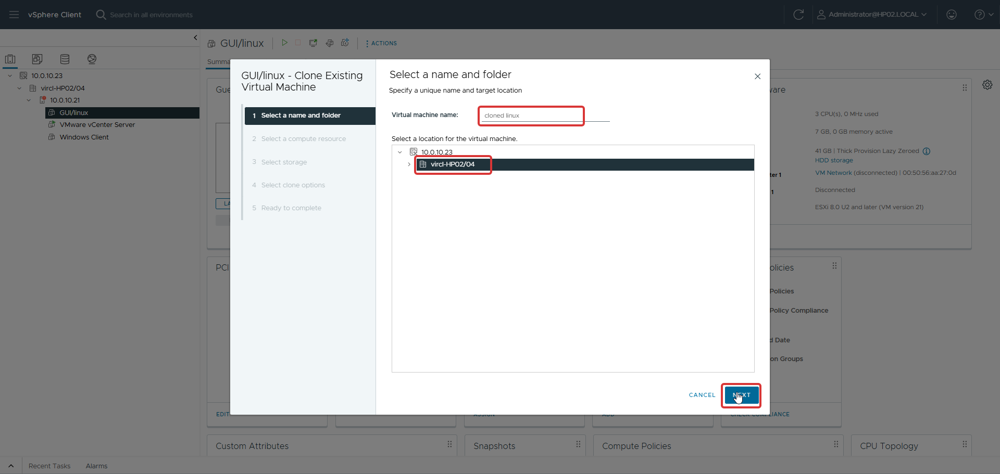 vSphere Client
Search in all environments
Administrator@HP02.LOCAL
GUI/linux
ACTIONS
Summa
10.0.10.23
vircl-HP02/04
10.0.10.21
GUI/linux
VMware vCenter Server
Windows Client
Gue
LA
PCI
EDIT
GUI/linux - Clone Existing
Virtual Machine
1 Select a name and folder
2 Select a compute resource
3 Select storage
4 Select clone options
5 Ready to complete
Select a name and folder
Specify a unique name and target location
Virtual machine name: cloned linux
Select a location for the virtual machine.
10.0.10.23
vircl-HP02/04
CANCEL
NEXT
ware
3 CPU(s), 0 MHz used
7 GB, 0 GB memory active
41 GB | Thick Provision Lazy Zeroed
HDD storage
ter 1 VM Network (disconnected) | 00:50:56:aa:27:0d
1 Disconnected
ESXi 8.0 U2 and later (VM version 21)
olicies
Policies
Policy Compliance
d Date
on Groups
ASSIGN
ADD
CHECK COMPLIANCE
Custom Attributes
Snapshots
Compute Policies
CPU Topology
Recent Tasks
Alarms